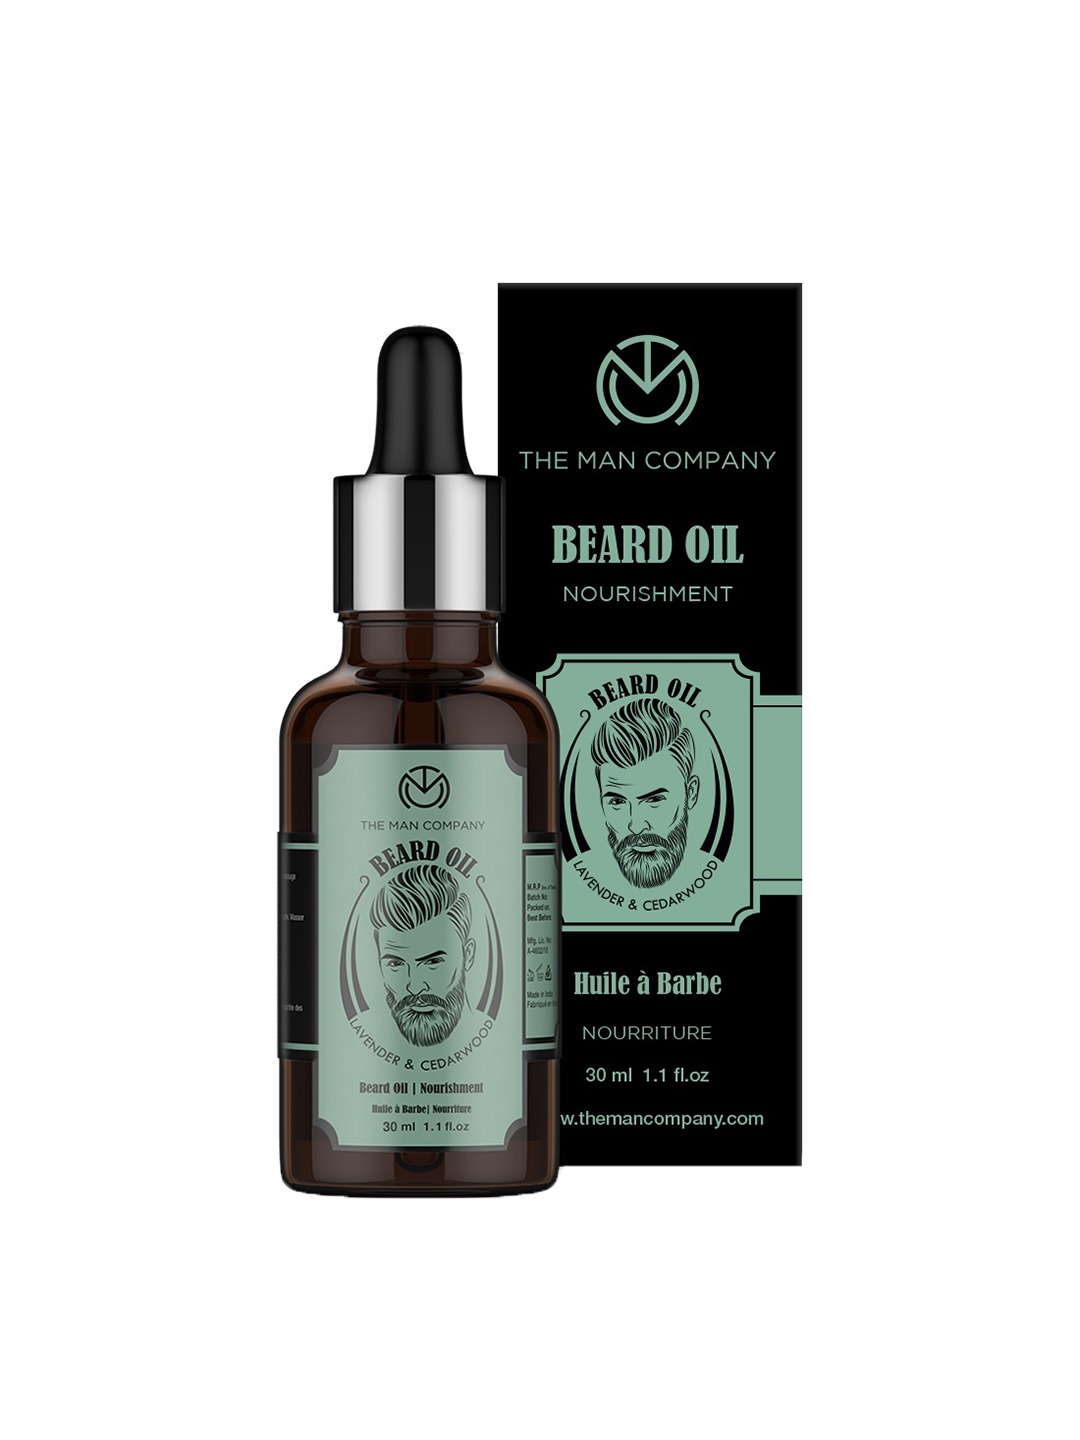 THE MAN COMPANY
BEARD OIL
NOURISHMENT
BEARD OIL
LAVENDER & CEDARWOOD
Huile à Barbe
NOURRITURE
30 ml 1.1 fl.oz
w.themancompany.com
THE MAN COMPANY
BEARD OIL
LAVENDER & CEDARWOOD
Beard Oil | Nourishment
Huile à Barbe| Nourriture
30 ml 1.1 fl.oz
M.R.P
Batch No
Packed on
Best Before
Mfg. Lic. No
Made in India
Fabriqué en